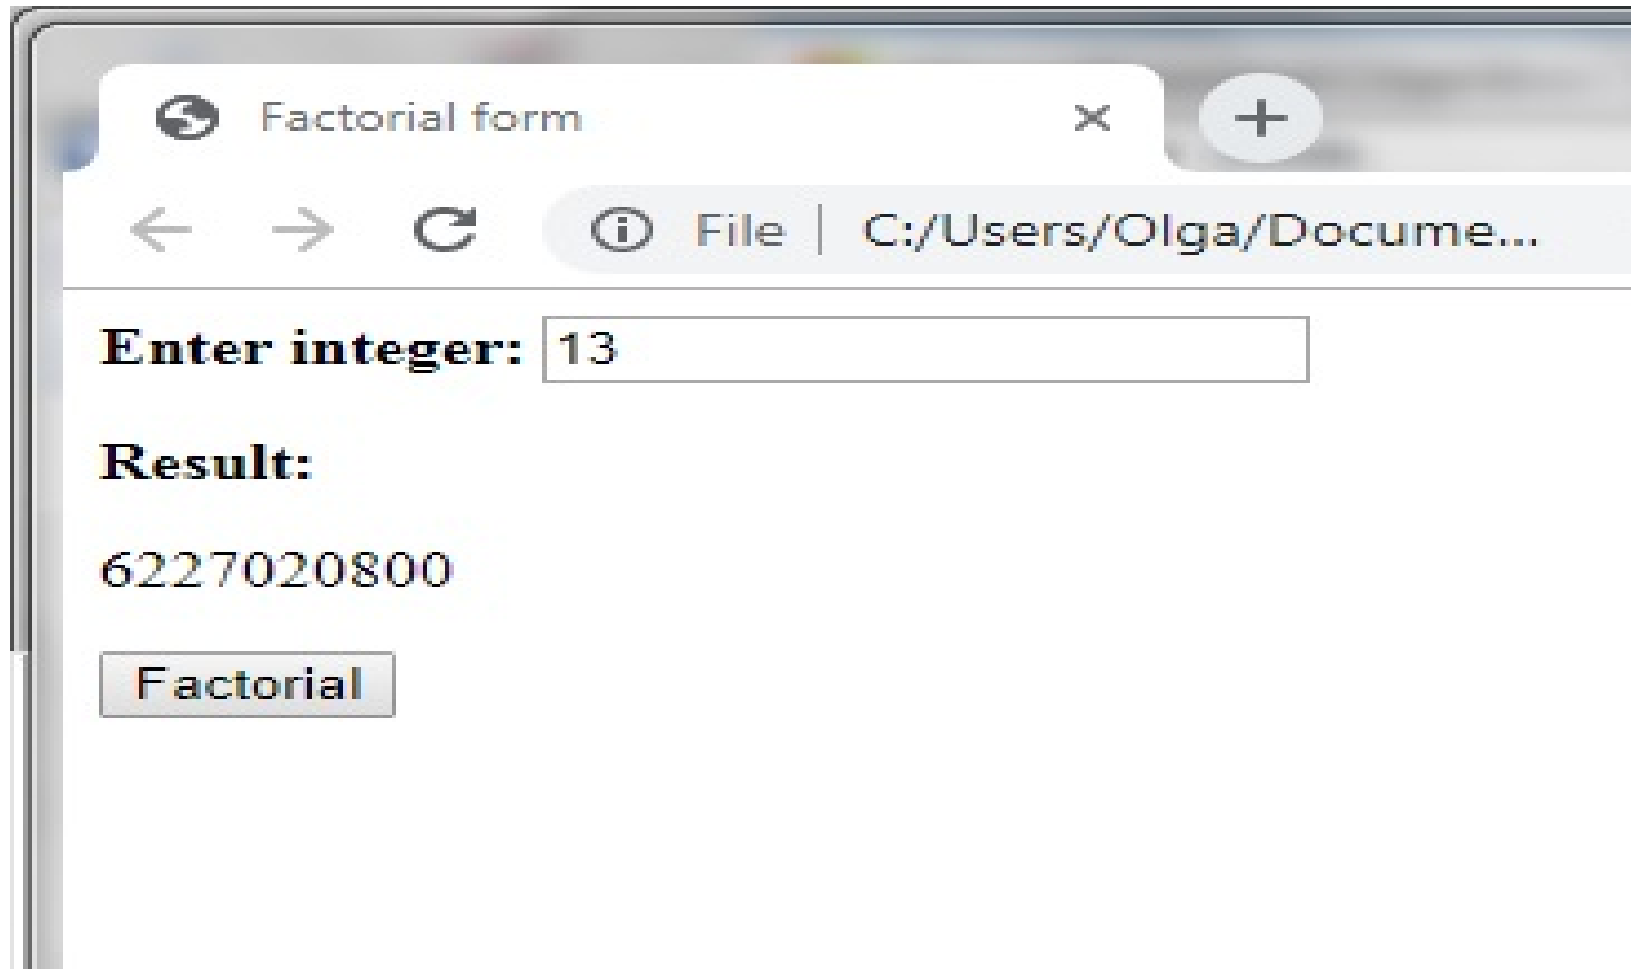 Factorial form
File | C:/Users/Olga/Docume...
Enter integer: 13
Result:
6227020800
Factorial